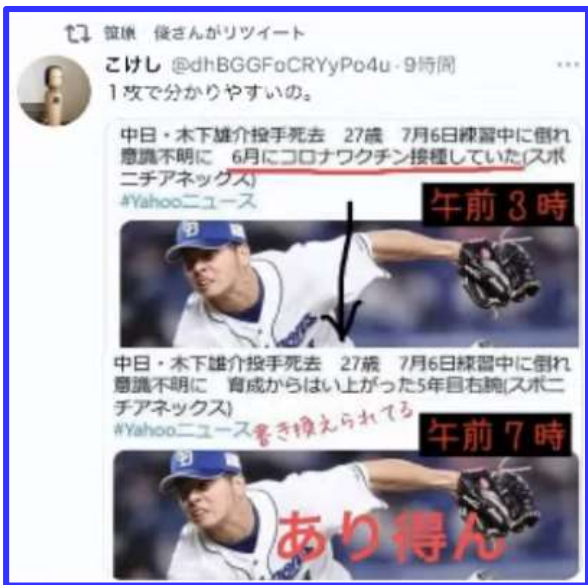 笹原 俊さんがリツイート
こけし @dhBGGFoCRYyPo4u・9時間
1枚で分かりやすいの。
中日・木下雄介投手死去 27歳 7月6日練習中に倒れ
意識不明に 6月にコロナワクチン接種していた(スポ
ニチアネックス)
#Yahooニュース
午前3時
中日・木下雄介投手死去 27歳 7月6日練習中に倒れ
意識不明に 育成からはい上がった5年目右腕(スポニ
チアネックス)
#Yahooニュース
書き換えられてる
午前7時
あり得ん